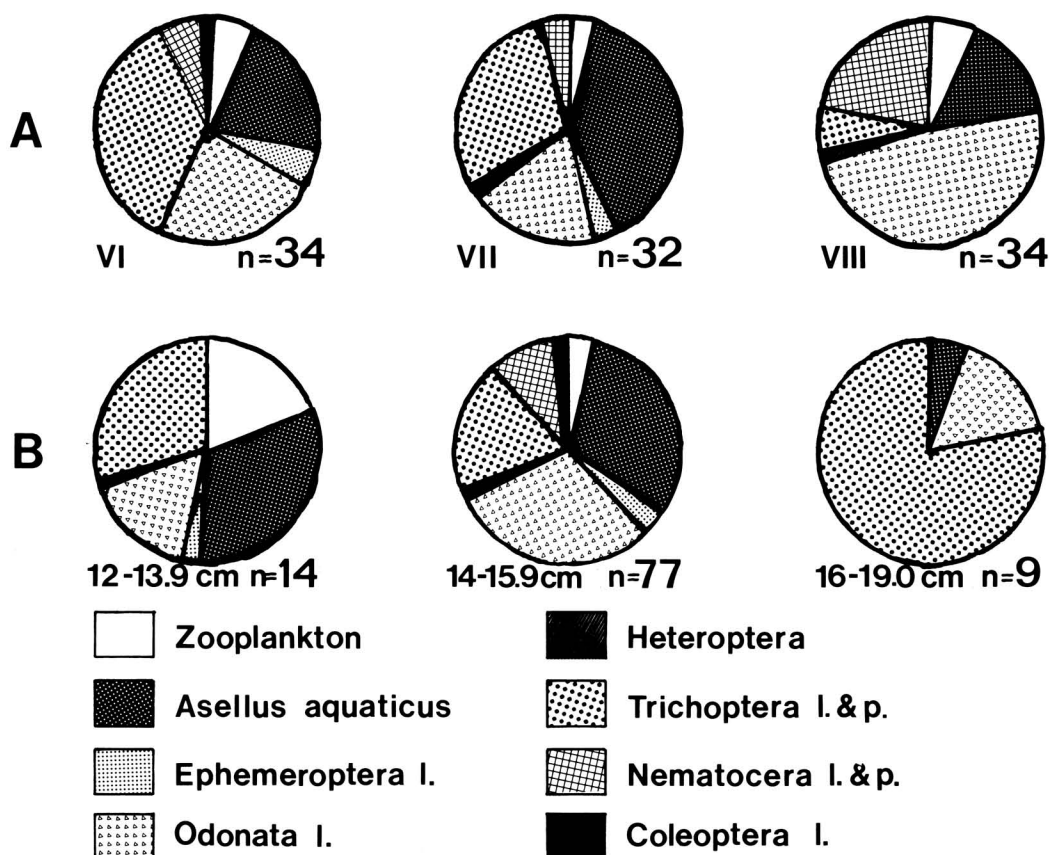 A
VI n=34 VII n=32 VIII n=34
B
12-13.9 cm n=14 14-15.9cm n=77 16-19.0 cm n=9
Zooplankton Heteroptera
Asellus aquaticus Trichoptera l.&p.
Ephemeroptera l. Nematocera l.&p.
Odonata l. Coleoptera l.